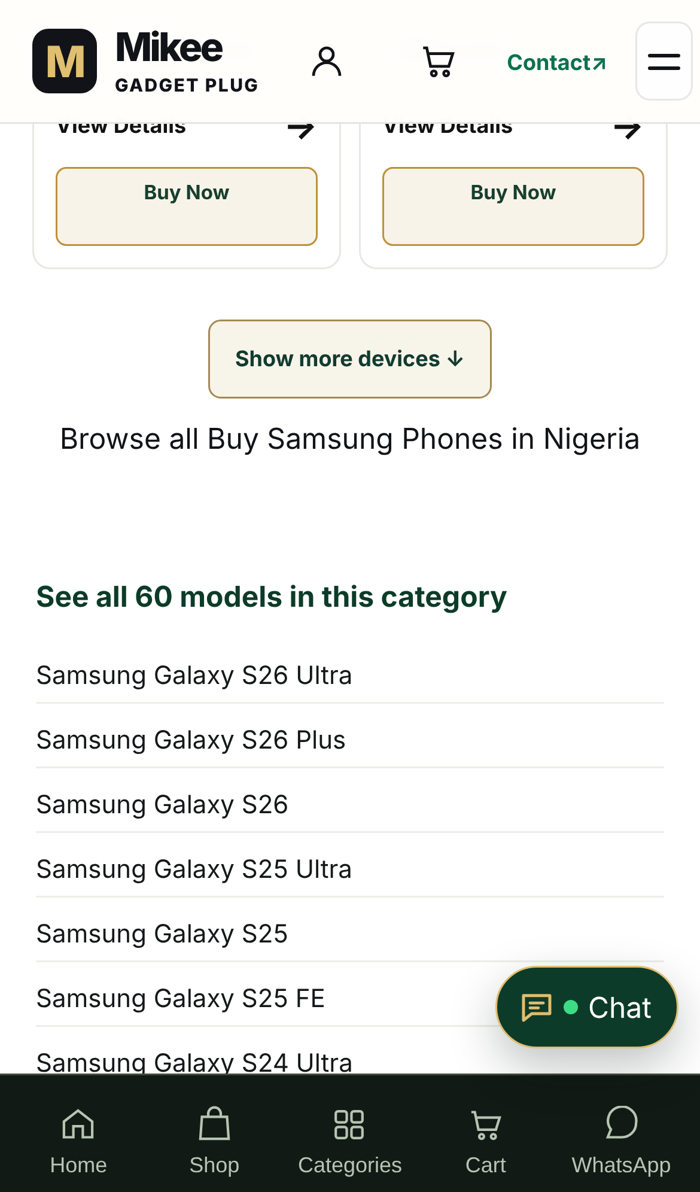 M
Mikee
GADGET PLUG
Contact↗
View Details → View Details →
Buy Now Buy Now
Show more devices ↓
Browse all Buy Samsung Phones in Nigeria
See all 60 models in this category
Samsung Galaxy S26 Ultra
Samsung Galaxy S26 Plus
Samsung Galaxy S26
Samsung Galaxy S25 Ultra
Samsung Galaxy S25
Samsung Galaxy S25 FE
Chat
Samsung Galaxy S24 Ultra
Home Shop Categories Cart WhatsApp